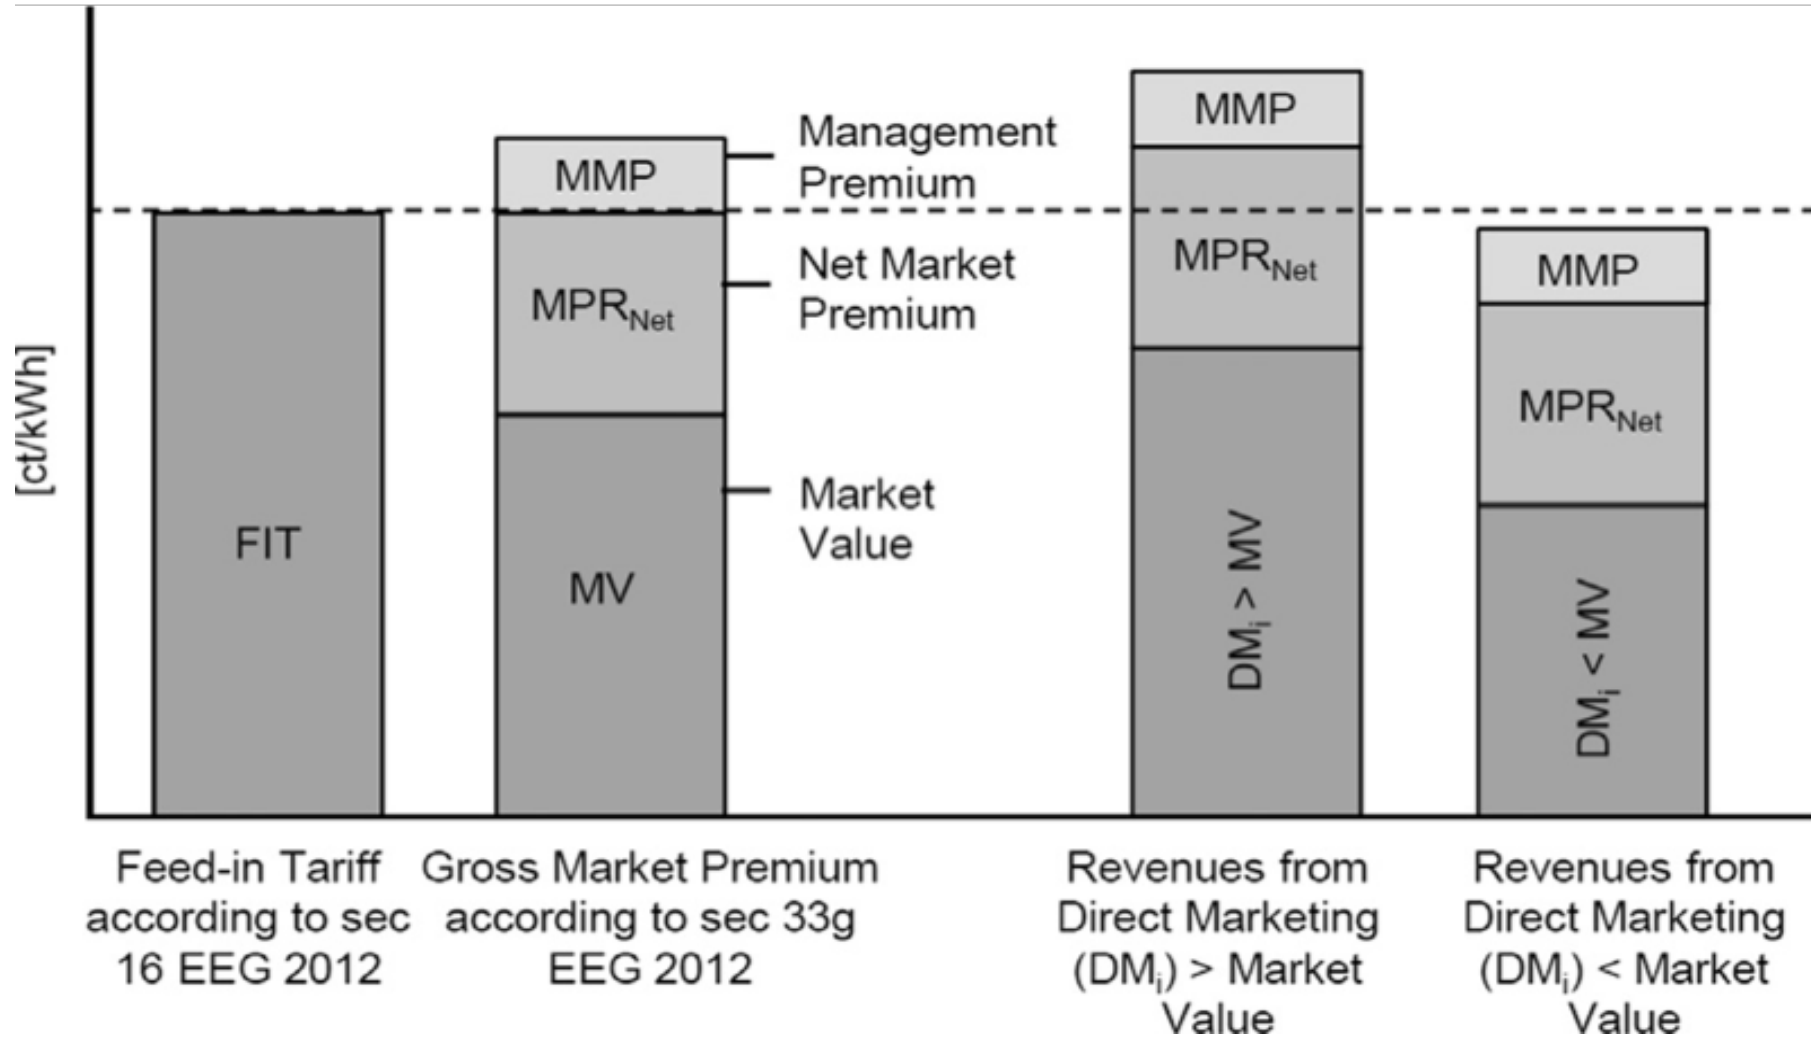 [ct/kWh]
FIT
MMP
MPRNet
MV
Management
Premium
Net Market
Premium
Market
Value
MMP
MPRNet
DMi > MV
MMP
MPRNet
DMi < MV
Feed-in Tariff
according to sec
16 EEG 2012
Gross Market Premium
according to sec 33g
EEG 2012
Revenues from
Direct Marketing
(DMi) > Market
Value
Revenues from
Direct Marketing
(DMi) < Market
Value